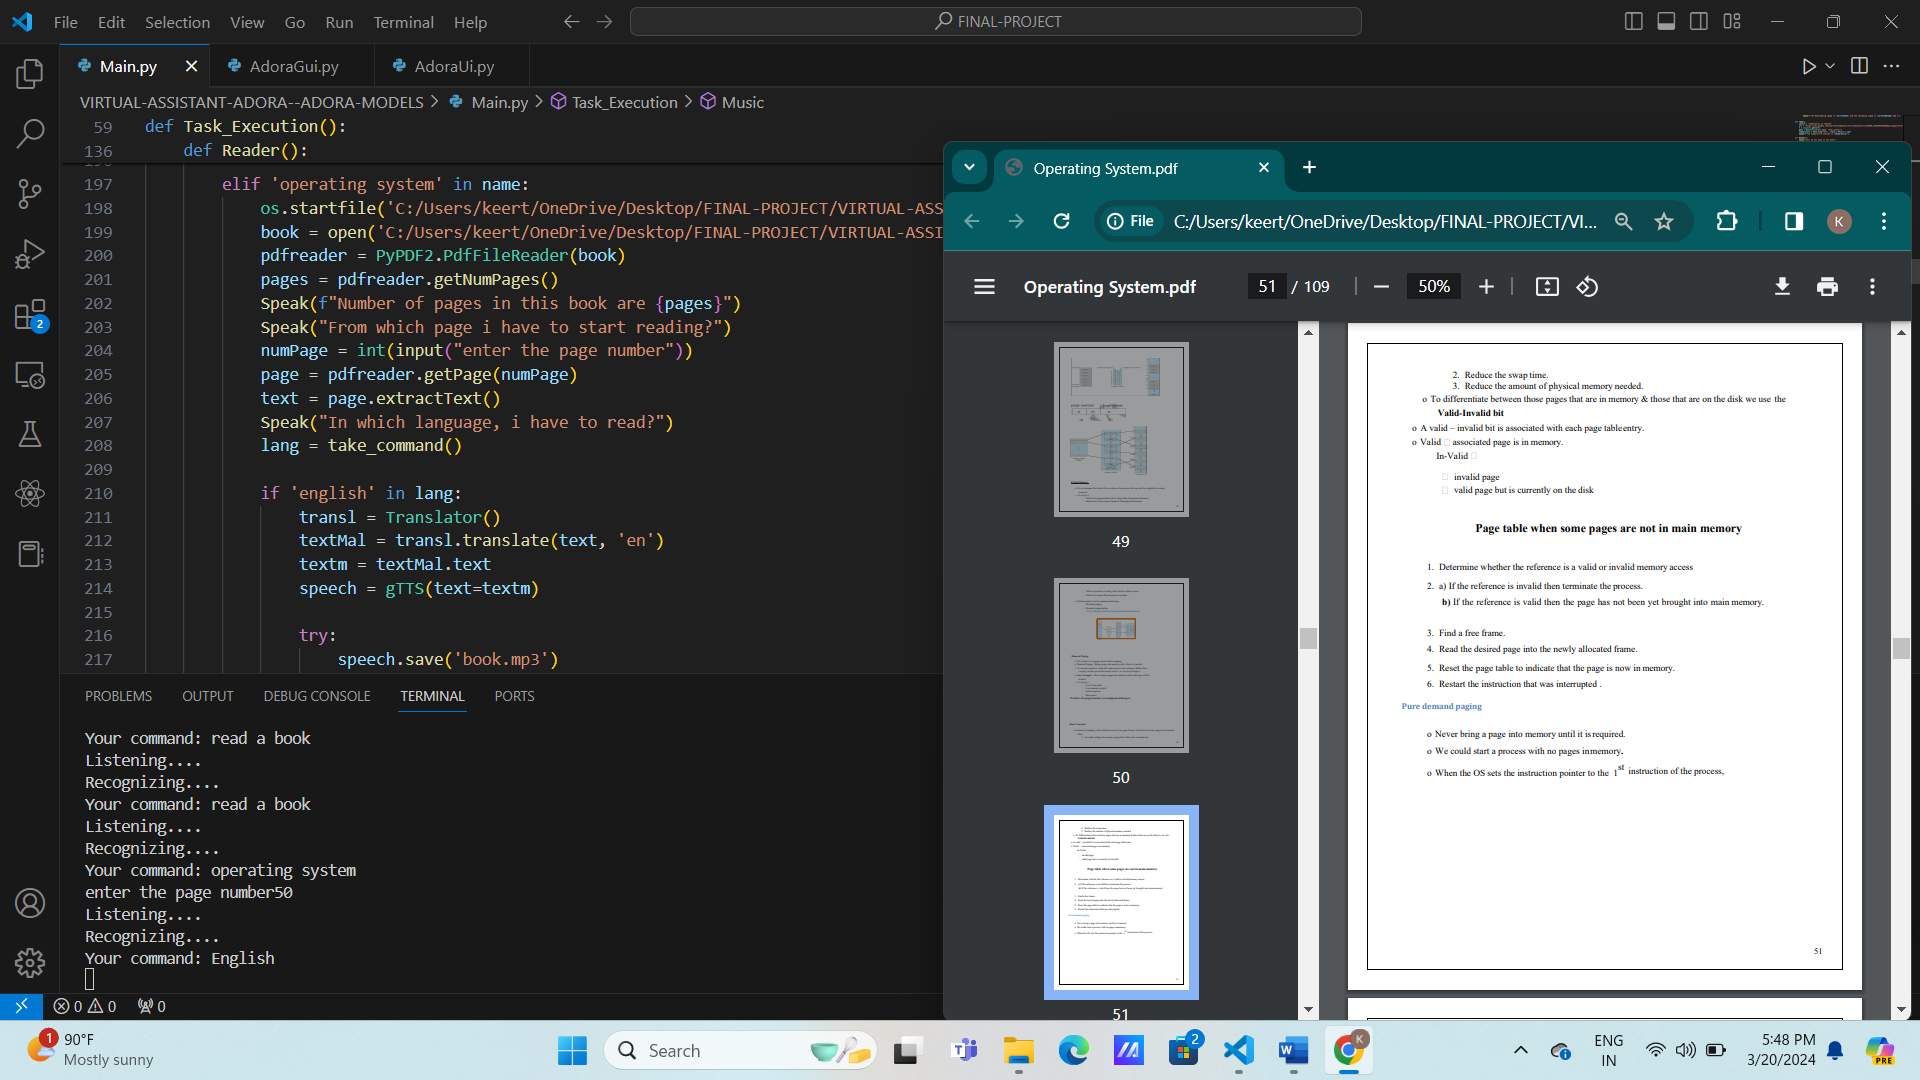 File Edit Selection View Go Run Terminal Help
FINAL-PROJECT
Main.py
AdoraGui.py
AdoraUi.py
VIRTUAL-ASSISTANT-ADORA--ADORA-MODELS > Main.py > Task_Execution > Music
59 def Task_Execution():
136 def Reader():
197 elif 'operating system' in name:
198 os.startfile('C:/Users/keert/OneDrive/Desktop/FINAL-PROJECT/VIRTUAL-ASS
199 book = open('C:/Users/keert/OneDrive/Desktop/FINAL-PROJECT/VIRTUAL-ASSI
200 pdfreader = PyPDF2.PdfFileReader(book)
201 pages = pdfreader.getNumPages()
202 Speak(f"Number of pages in this book are {pages}")
203 Speak("From which page i have to start reading?")
204 numPage = int(input("enter the page number"))
205 page = pdfreader.getPage(numPage)
206 text = page.extractText()
207 Speak("In which language, i have to read?")
208 lang = take_command()
209
210 if 'english' in lang:
211 transl = Translator()
212 textMal = transl.translate(text, 'en')
213 textm = textMal.text
214 speech = gTTS(text=textm)
215
216 try:
217 speech.save('book.mp3')
2
PROBLEMS OUTPUT DEBUG CONSOLE TERMINAL PORTS
Your command: read a book
Listening....
Recognizing....
Your command: read a book
Listening....
Recognizing....
Your command: operating system
enter the page number50
Listening....
Recognizing....
Your command: English
0 0 0
Operating System.pdf
File C:/Users/keert/OneDrive/Desktop/FINAL-PROJECT/VI...
K
Operating System.pdf 51 / 109 50%
49
50
51
2. Reduce the swap time.
3. Reduce the amount of physical memory needed.
o To differentiate between those pages that are in memory & those that are on the disk we use the
Valid-Invalid bit
o A valid – invalid bit is associated with each page tableentry.
o Valid associated page is in memory.
In-Valid
invalid page
valid page but is currently on the disk
Page table when some pages are not in main memory
1. Determine whether the reference is a valid or invalid memory access
2. a) If the reference is invalid then terminate the process.
b) If the reference is valid then the page has not been yet brought into main memory.
3. Find a free frame.
4. Read the desired page into the newly allocated frame.
5. Reset the page table to indicate that the page is now in memory.
6. Restart the instruction that was interrupted .
Pure demand paging
o Never bring a page into memory until it is required.
o We could start a process with no pages in memory.
o When the OS sets the instruction pointer to the 1st instruction of the process,
51
1
90°F
Mostly sunny
Search
2
K
ENG
IN
5:48 PM
3/20/2024
PRE